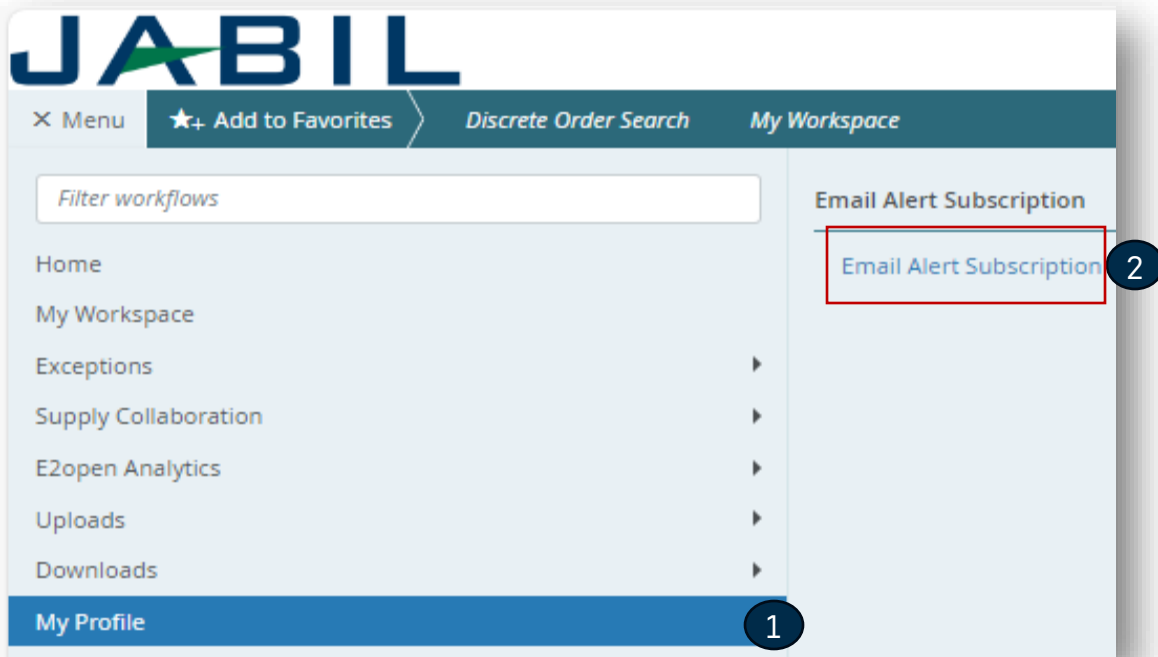 JABIL
× Menu ★+ Add to Favorites Discrete Order Search My Workspace
Filter workflows
Home
My Workspace
Exceptions
Supply Collaboration
E2open Analytics
Uploads
Downloads
My Profile 1
Email Alert Subscription
Email Alert Subscription 2